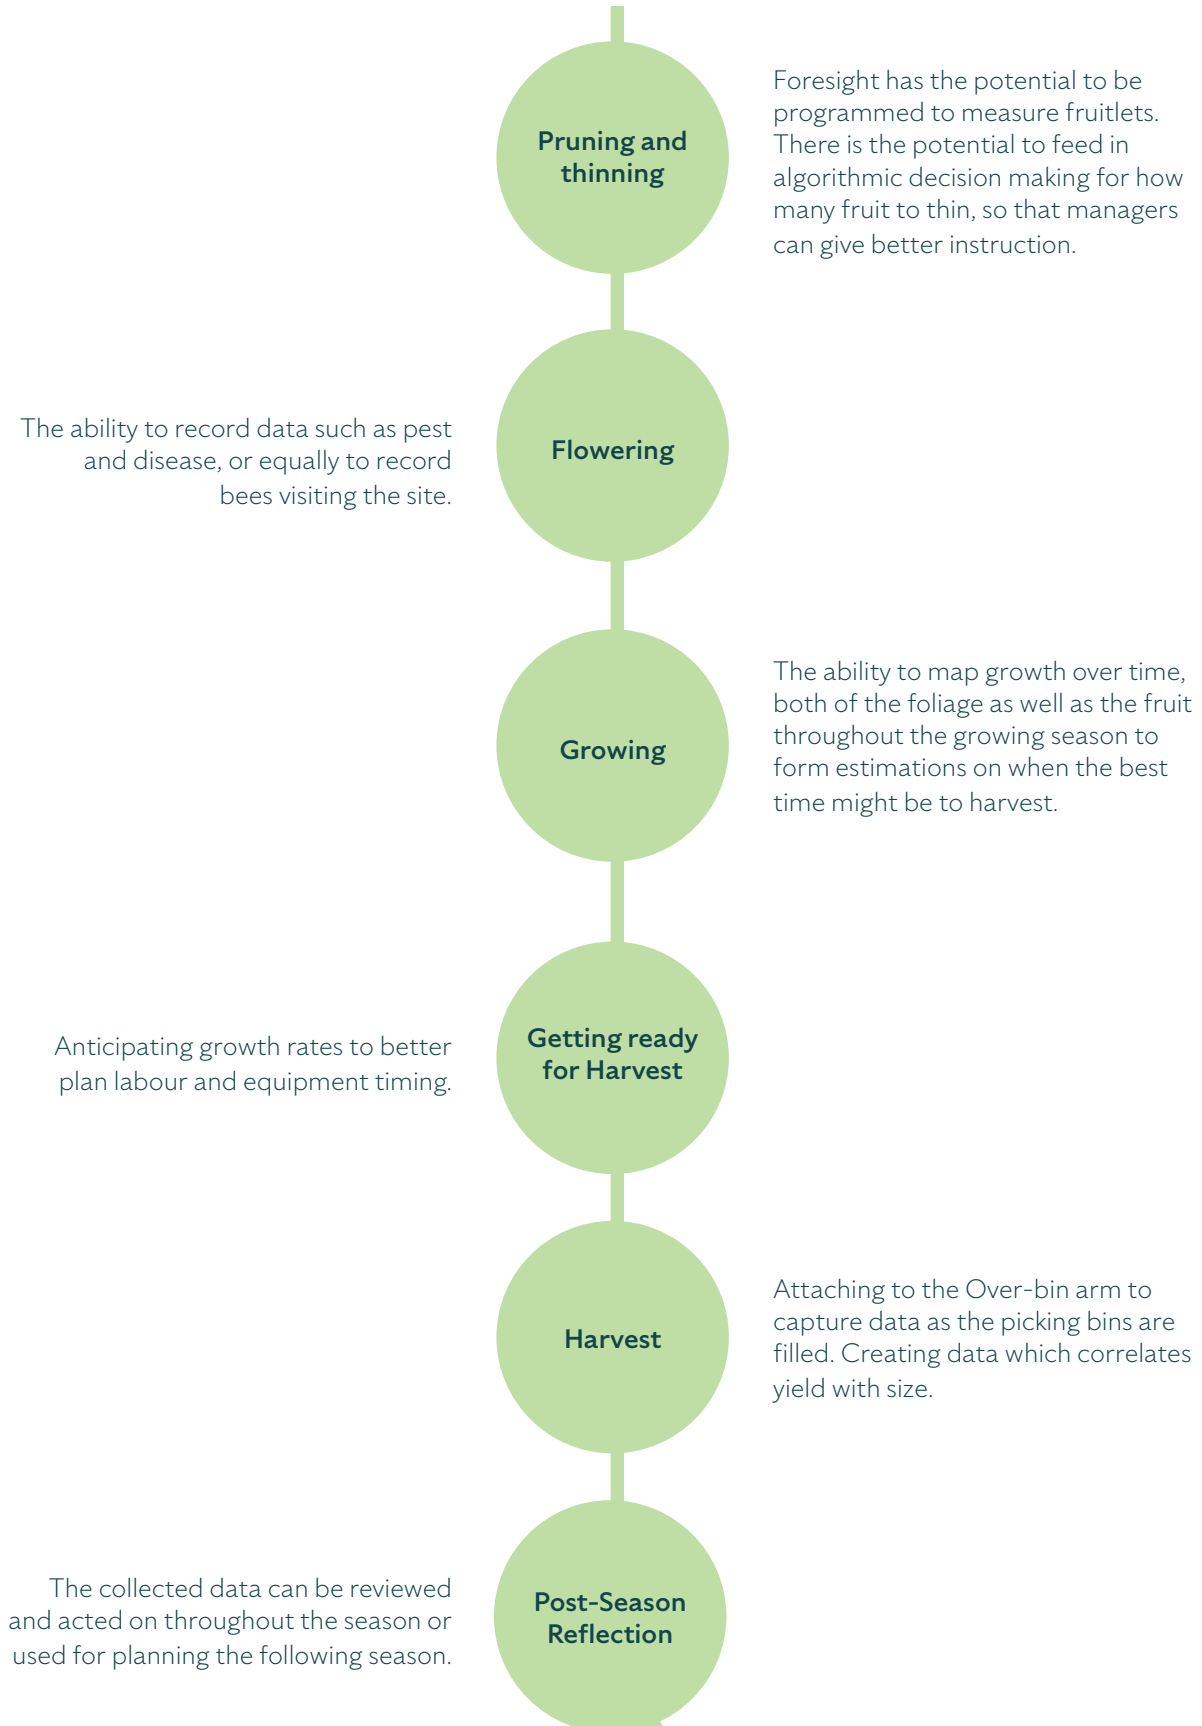 Pruning and
thinning
Foresight has the potential to be
programmed to measure fruitlets.
There is the potential to feed in
algorithmic decision making for how
many fruit to thin, so that managers
can give better instruction.
Flowering
The ability to record data such as pest
and disease, or equally to record
bees visiting the site.
Growing
The ability to map growth over time,
both of the foliage as well as the fruit
throughout the growing season to
form estimations on when the best
time might be to harvest.
Getting ready
for Harvest
Anticipating growth rates to better
plan labour and equipment timing.
Harvest
Attaching to the Over-bin arm to
capture data as the picking bins are
filled. Creating data which correlates
yield with size.
Post-Season
Reflection
The collected data can be reviewed
and acted on throughout the season or
used for planning the following season.